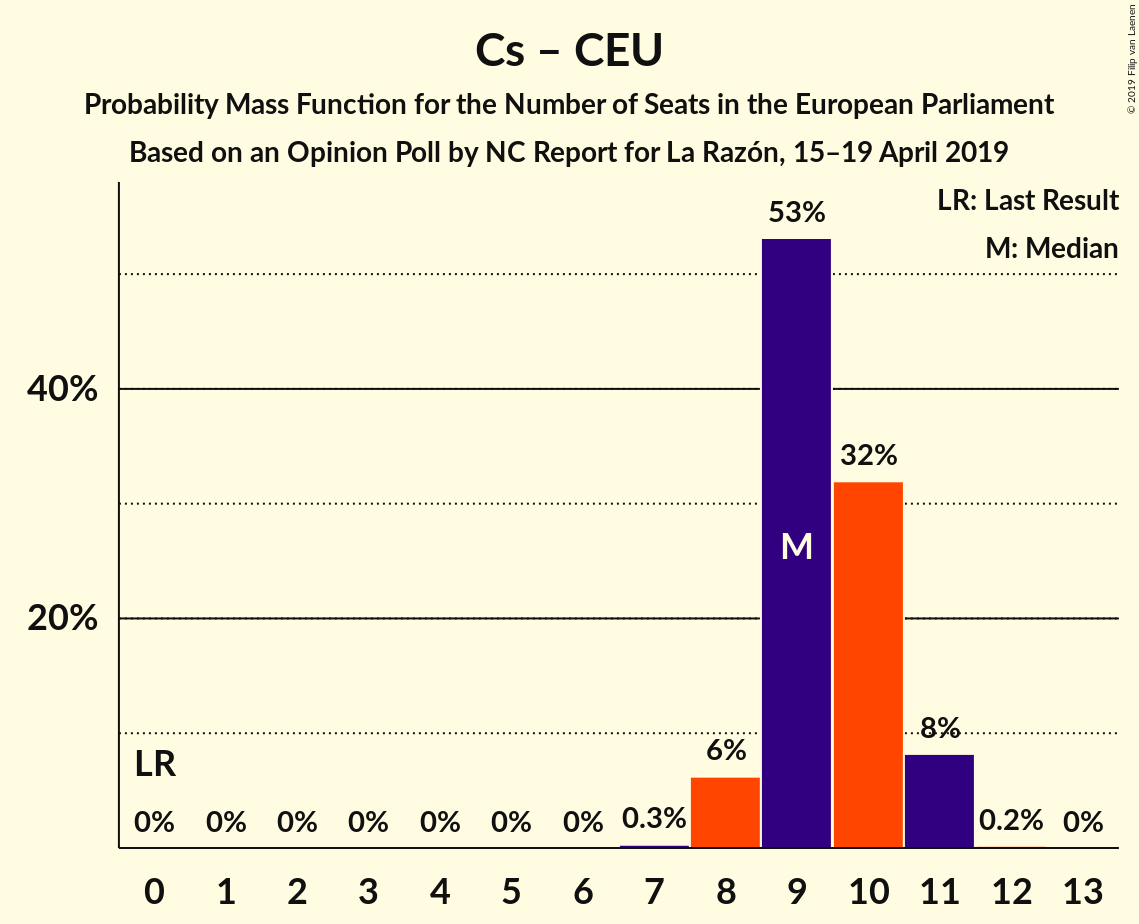 Cs – CEU
Probability Mass Function for the Number of Seats in the European Parliament
Based on an Opinion Poll by NC Report for La Razón, 15–19 April 2019
© 2019 Filip van Laenen
LR: Last Result
M: Median
53%
40%
32%
M
20%
8%
6%
LR
0% 0% 0% 0% 0% 0% 0% 0.3% 0.2% 0%
0 1 2 3 4 5 6 7 8 9 10 11 12 13